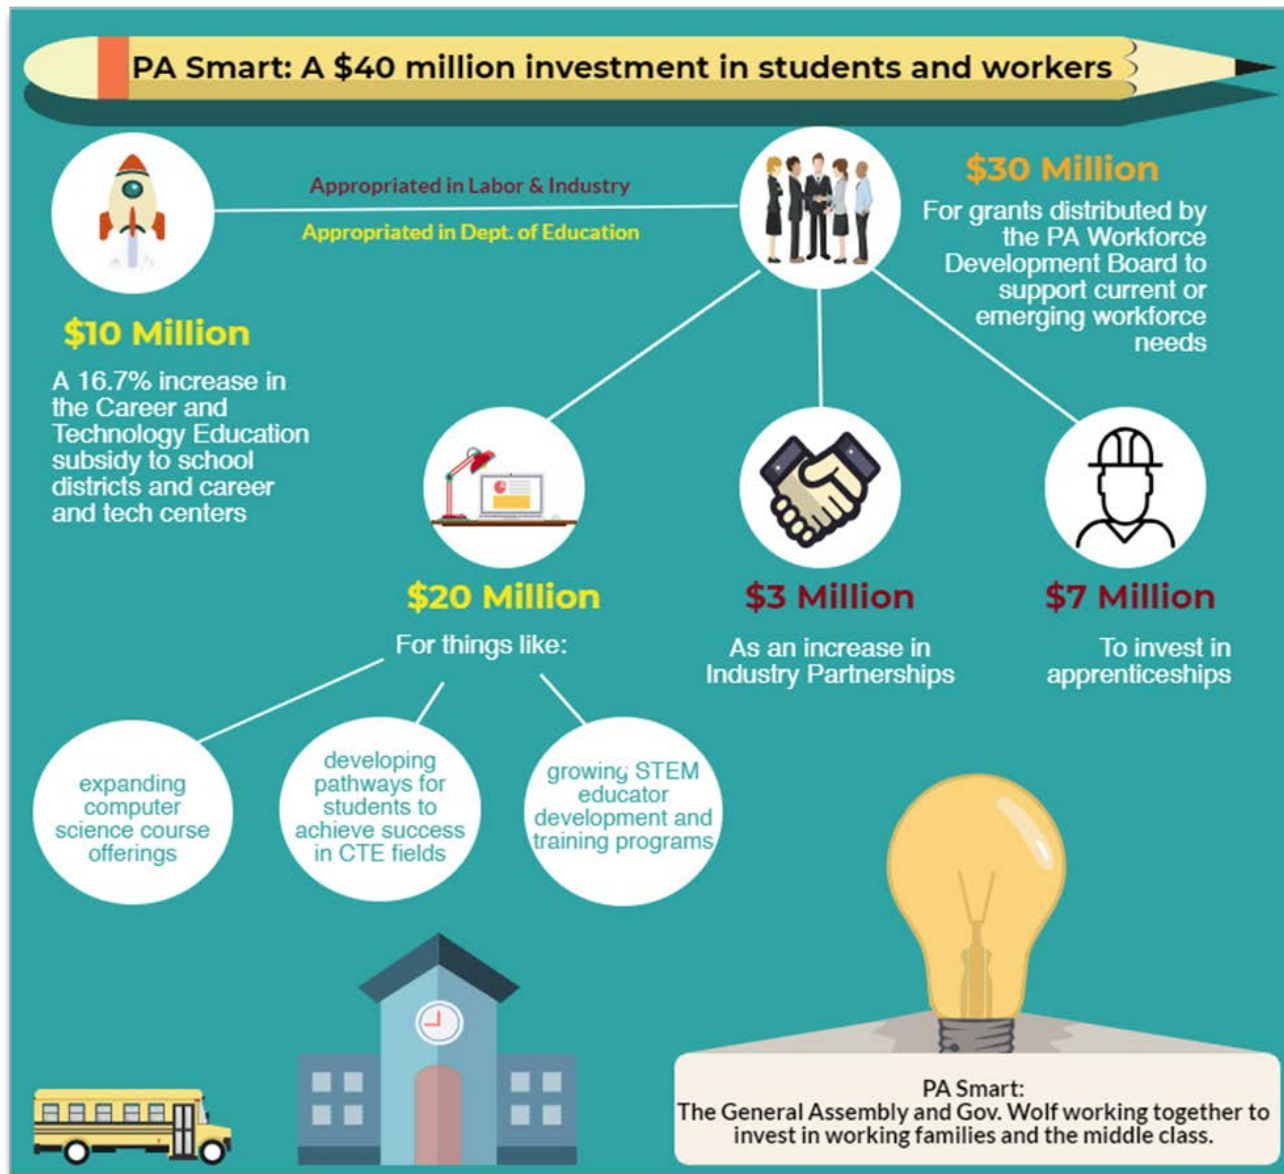 PA Smart: A $40 million investment in students and workers
Appropriated in Labor & Industry
Appropriated in Dept. of Education
$10 Million
A 16.7% increase in
the Career and
Technology Education
subsidy to school
districts and career
and tech centers
$30 Million
For grants distributed by
the PA Workforce
Development Board to
support current or
emerging workforce
needs
$20 Million
For things like:
expanding
computer
science course
offerings
developing
pathways for
students to
achieve success
in CTE fields
growing STEM
educator
development and
training programs
$3 Million
As an increase in
Industry Partnerships
$7 Million
To invest in
apprenticeships
PA Smart:
The General Assembly and Gov. Wolf working together to
invest in working families and the middle class.